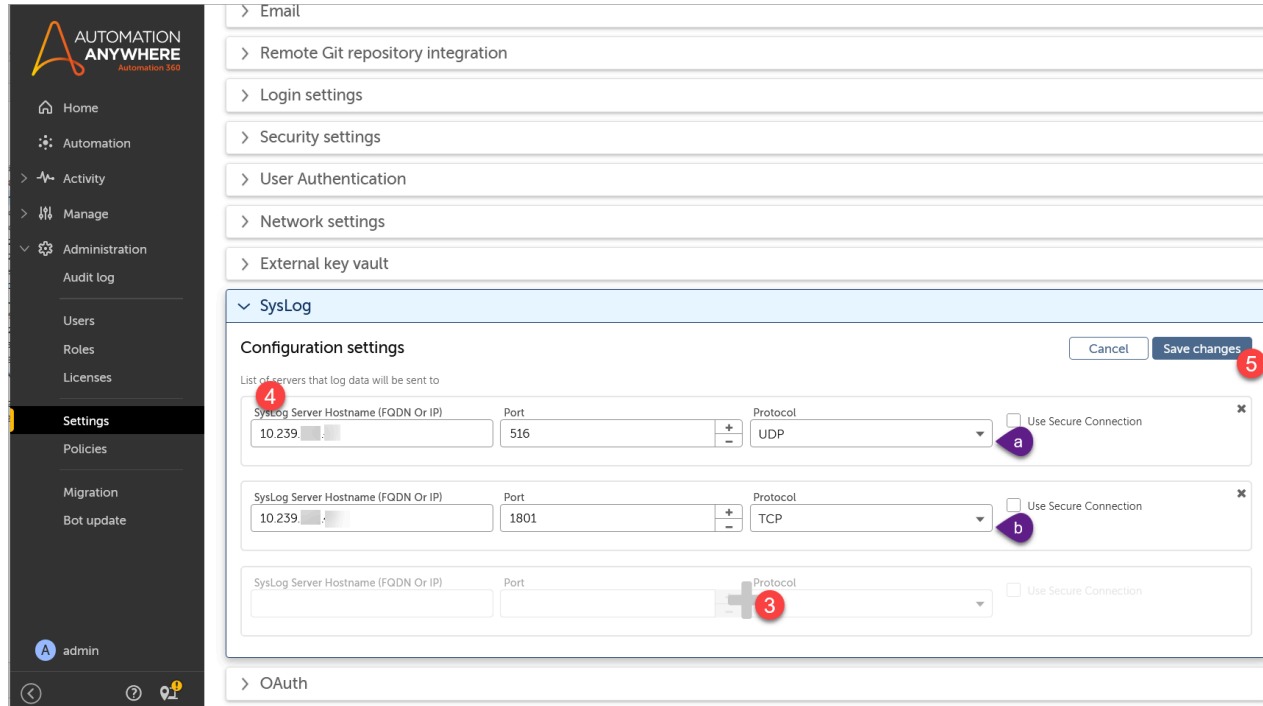 AUTOMATION
ANYWHERE
Automation 360
Home
Automation
Activity
Manage
Administration
Audit log
Users
Roles
Licenses
Settings
Policies
Migration
Bot update
A admin
Email
Remote Git repository integration
Login settings
Security settings
User Authentication
Network settings
External key vault
SysLog
Configuration settings
Cancel
Save changes
5
List of servers that log data will be sent to
4
SysLog Server Hostname (FQDN Or IP) Port Protocol
10.239. 516 + − UDP Use Secure Connection
a
SysLog Server Hostname (FQDN Or IP) Port Protocol
10.239. 1801 + − TCP Use Secure Connection
b
SysLog Server Hostname (FQDN Or IP) Port Protocol
Use Secure Connection
3
OAuth